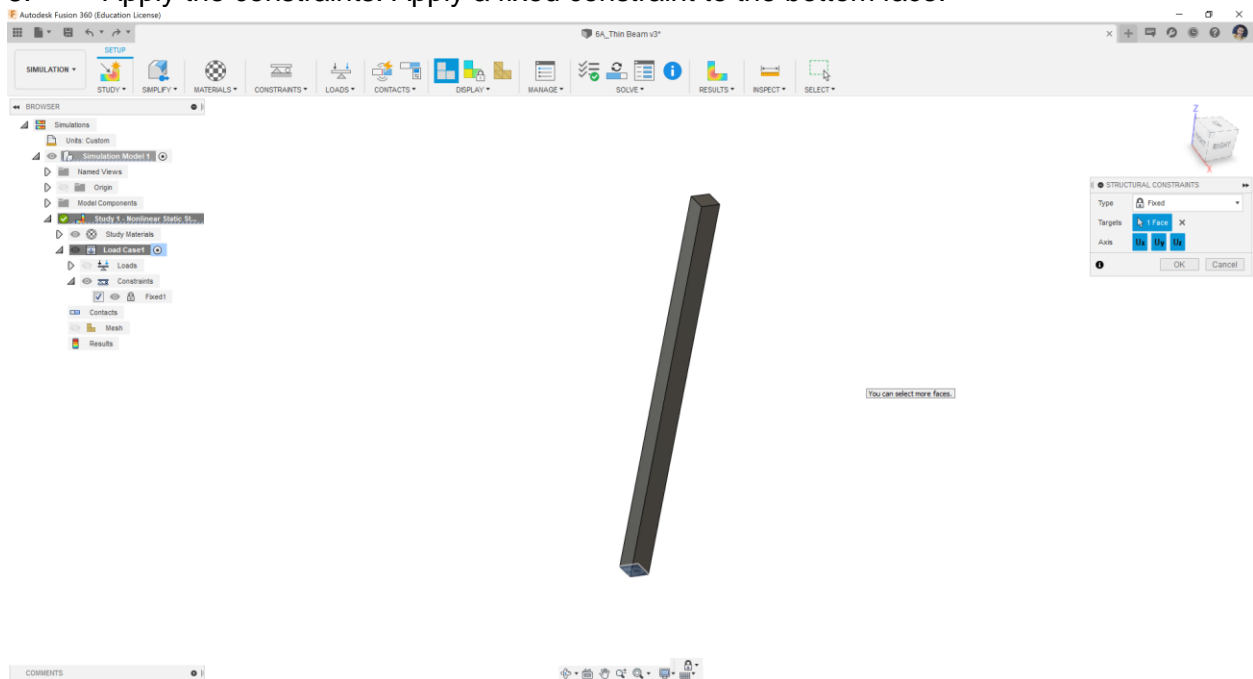 Apply the constraints. Apply a fixed constraint to the bottom face.
Autodesk Fusion 360 (Education License)
6A_Thin Beam v3*
SETUP
SIMULATION
STUDY SIMPLIFY MATERIALS CONSTRAINTS LOADS CONTACTS DISPLAY MANAGE SOLVE RESULTS INSPECT SELECT
BROWSER
Simulations
Units: Custom
Simulation Model 1
Named Views
Origin
Model Components
Study 1 - Nonlinear Static St...
Study Materials
Load Case1
Loads
Constraints
Fixed1
Contacts
Mesh
Results
Z
RIGHT
X
STRUCTURAL CONSTRAINTS
Type Fixed
Targets 1 Face
Axis Ux Uy Uz
OK Cancel
You can select more faces.
COMMENTS